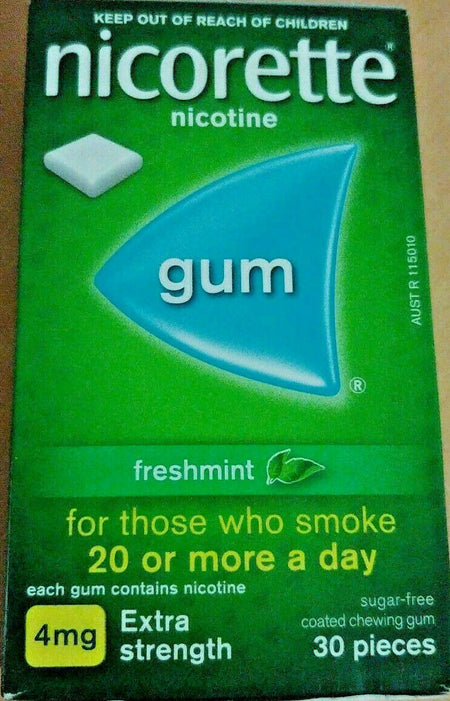 KEEP OUT OF REACH OF CHILDREN
nicorette®
nicotine
gum
®
AUST R 115010
freshmint
for those who smoke
20 or more a day
each gum contains nicotine
4mg
Extra
strength
sugar-free
coated chewing gum
30 pieces